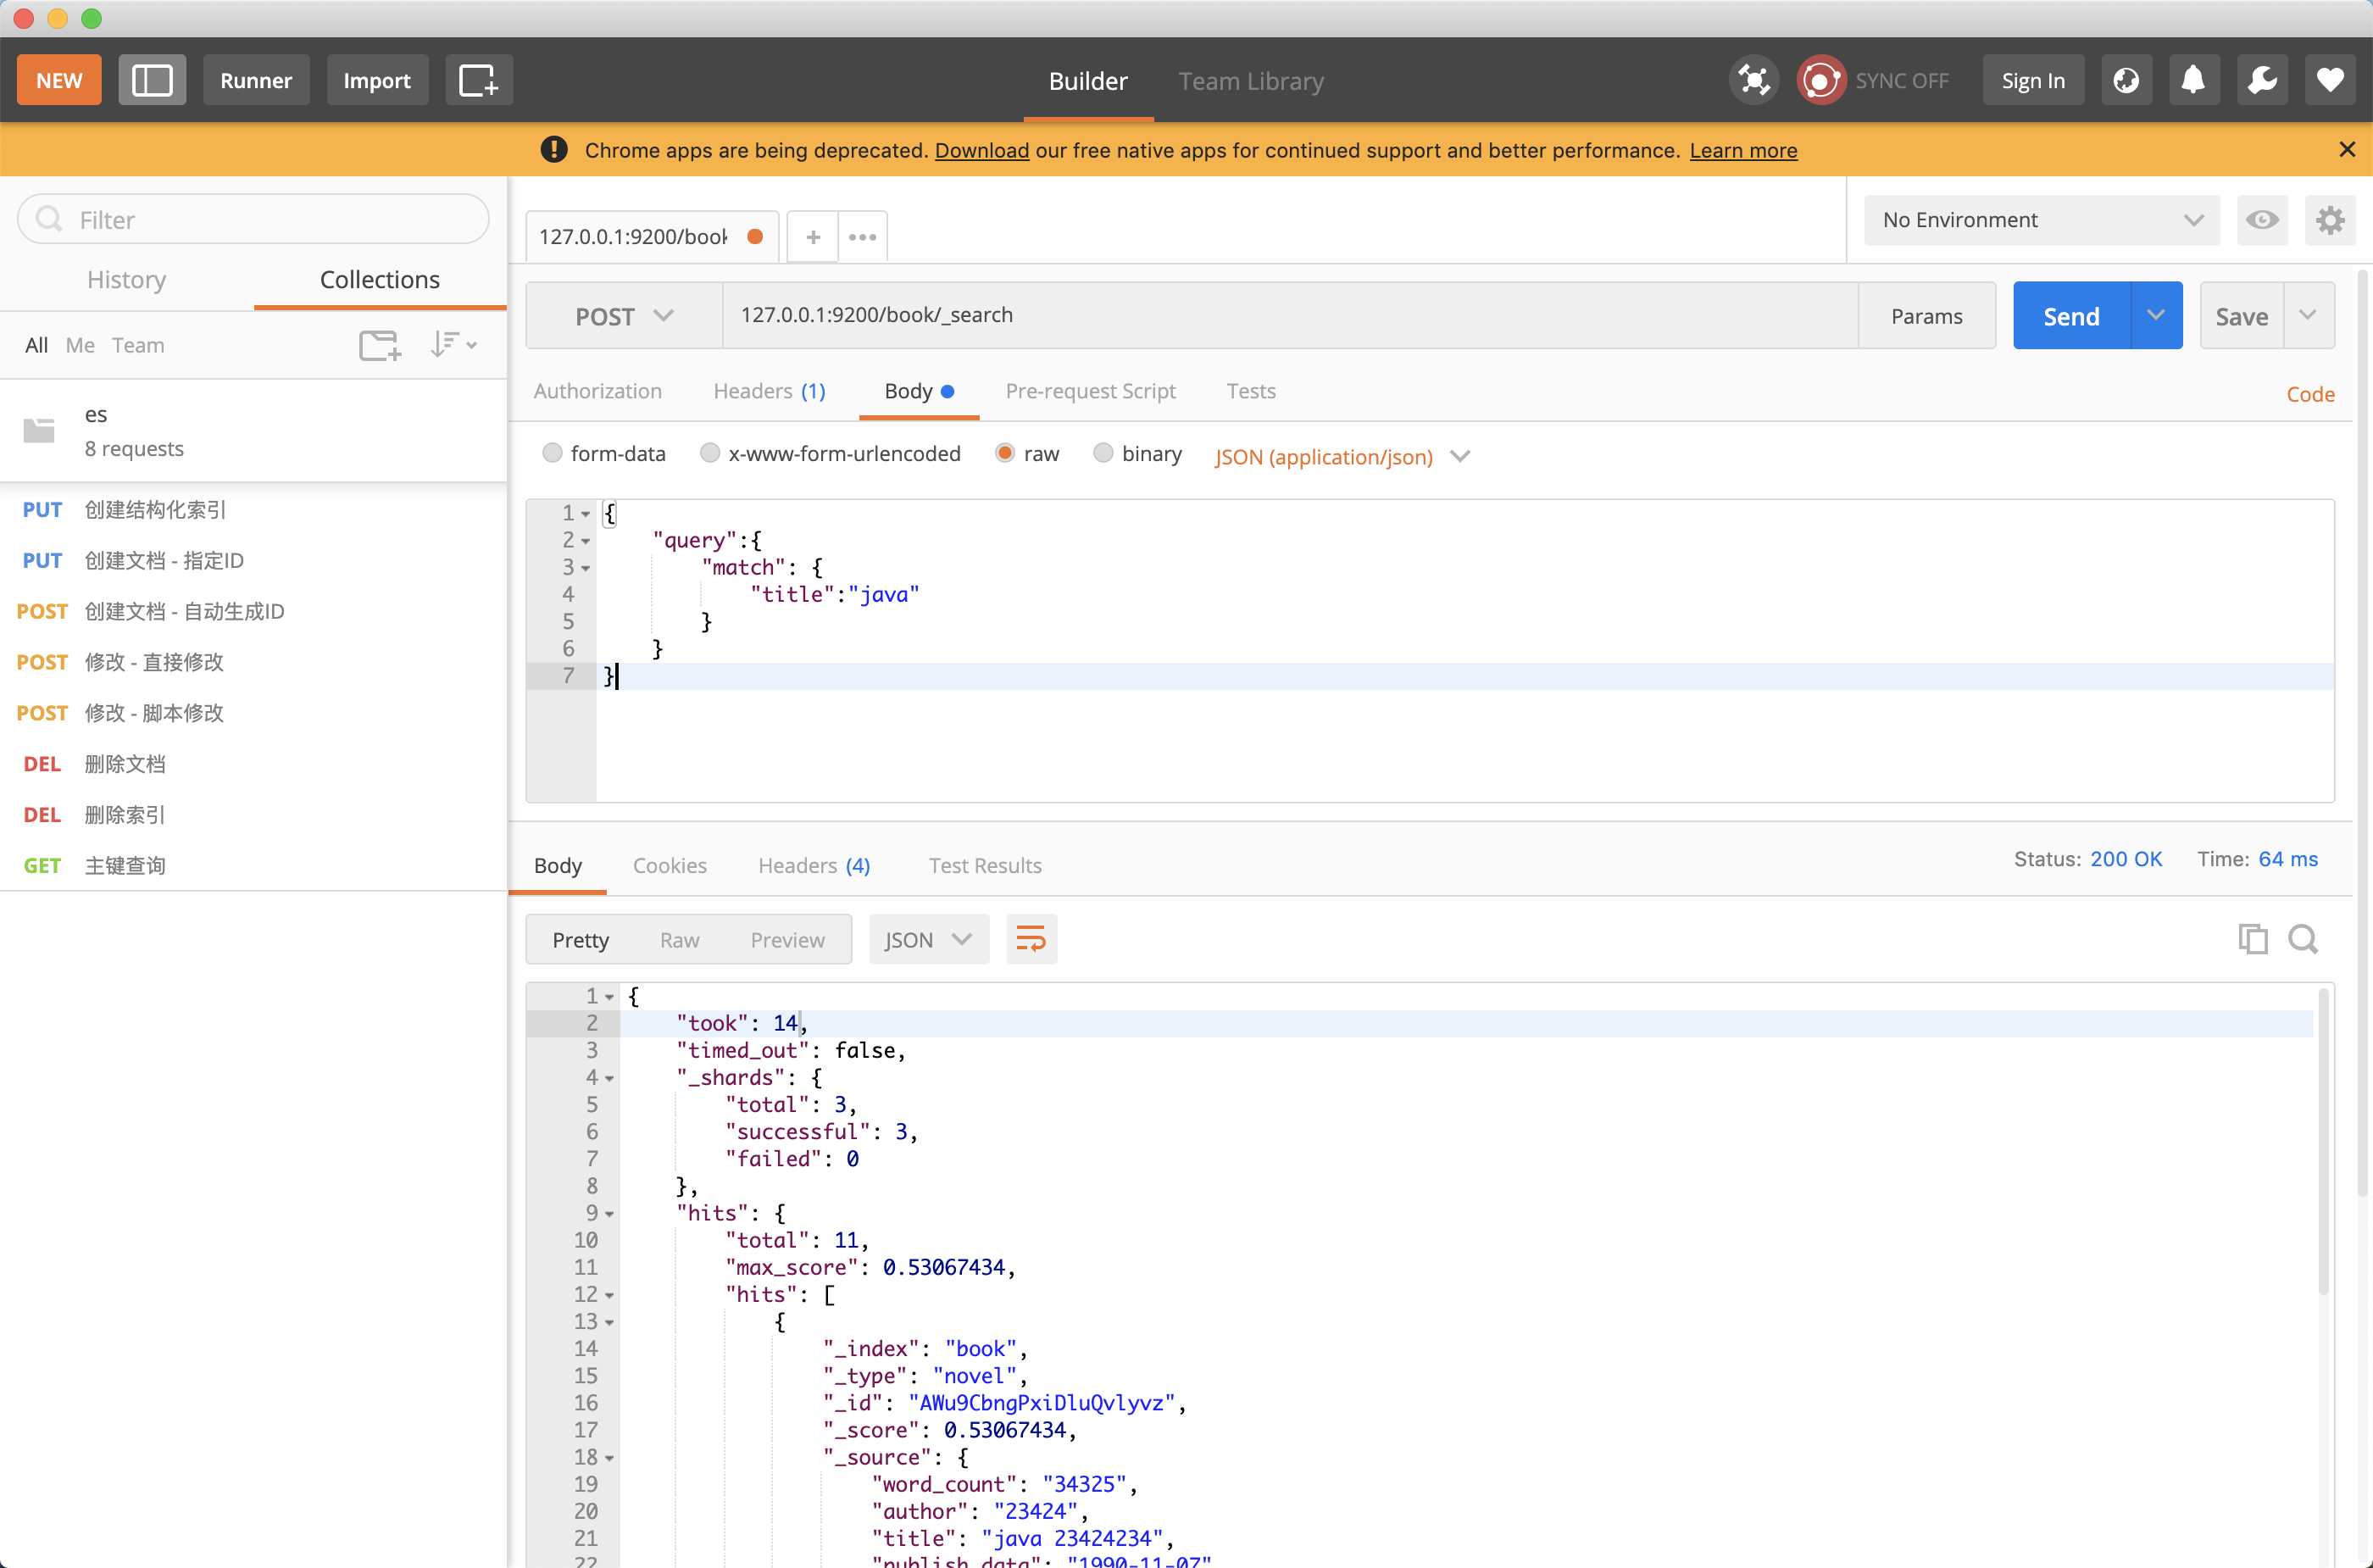 NEW Runner Import Builder Team Library SYNC OFF Sign In
Chrome apps are being deprecated. Download our free native apps for continued support and better performance. Learn more
Filter
History Collections
All Me Team
es
8 requests
PUT 创建结构化索引
PUT 创建文档 - 指定ID
POST 创建文档 - 自动生成ID
POST 修改 - 直接修改
POST 修改 - 脚本修改
DEL 删除文档
DEL 删除索引
GET 主键查询
127.0.0.1:9200/book
No Environment
POST 127.0.0.1:9200/book/_search Params Send Save
Authorization Headers (1) Body Pre-request Script Tests Code
form-data x-www-form-urlencoded raw binary JSON (application/json)
1 {
2 "query":{
3 "match": {
4 "title":"java"
5 }
6 }
7 }
Body Cookies Headers (4) Test Results Status: 200 OK Time: 64 ms
Pretty Raw Preview JSON
1 {
2 "took": 14,
3 "timed_out": false,
4 "_shards": {
5 "total": 3,
6 "successful": 3,
7 "failed": 0
8 },
9 "hits": {
10 "total": 11,
11 "max_score": 0.53067434,
12 "hits": [
13 {
14 "_index": "book",
15 "_type": "novel",
16 "_id": "AWu9CbngPxiDluQvlyvz",
17 "_score": 0.53067434,
18 "_source": {
19 "word_count": "34325",
20 "author": "23424",
21 "title": "java 23424234",
22 "publish_data": "1990-11-07"